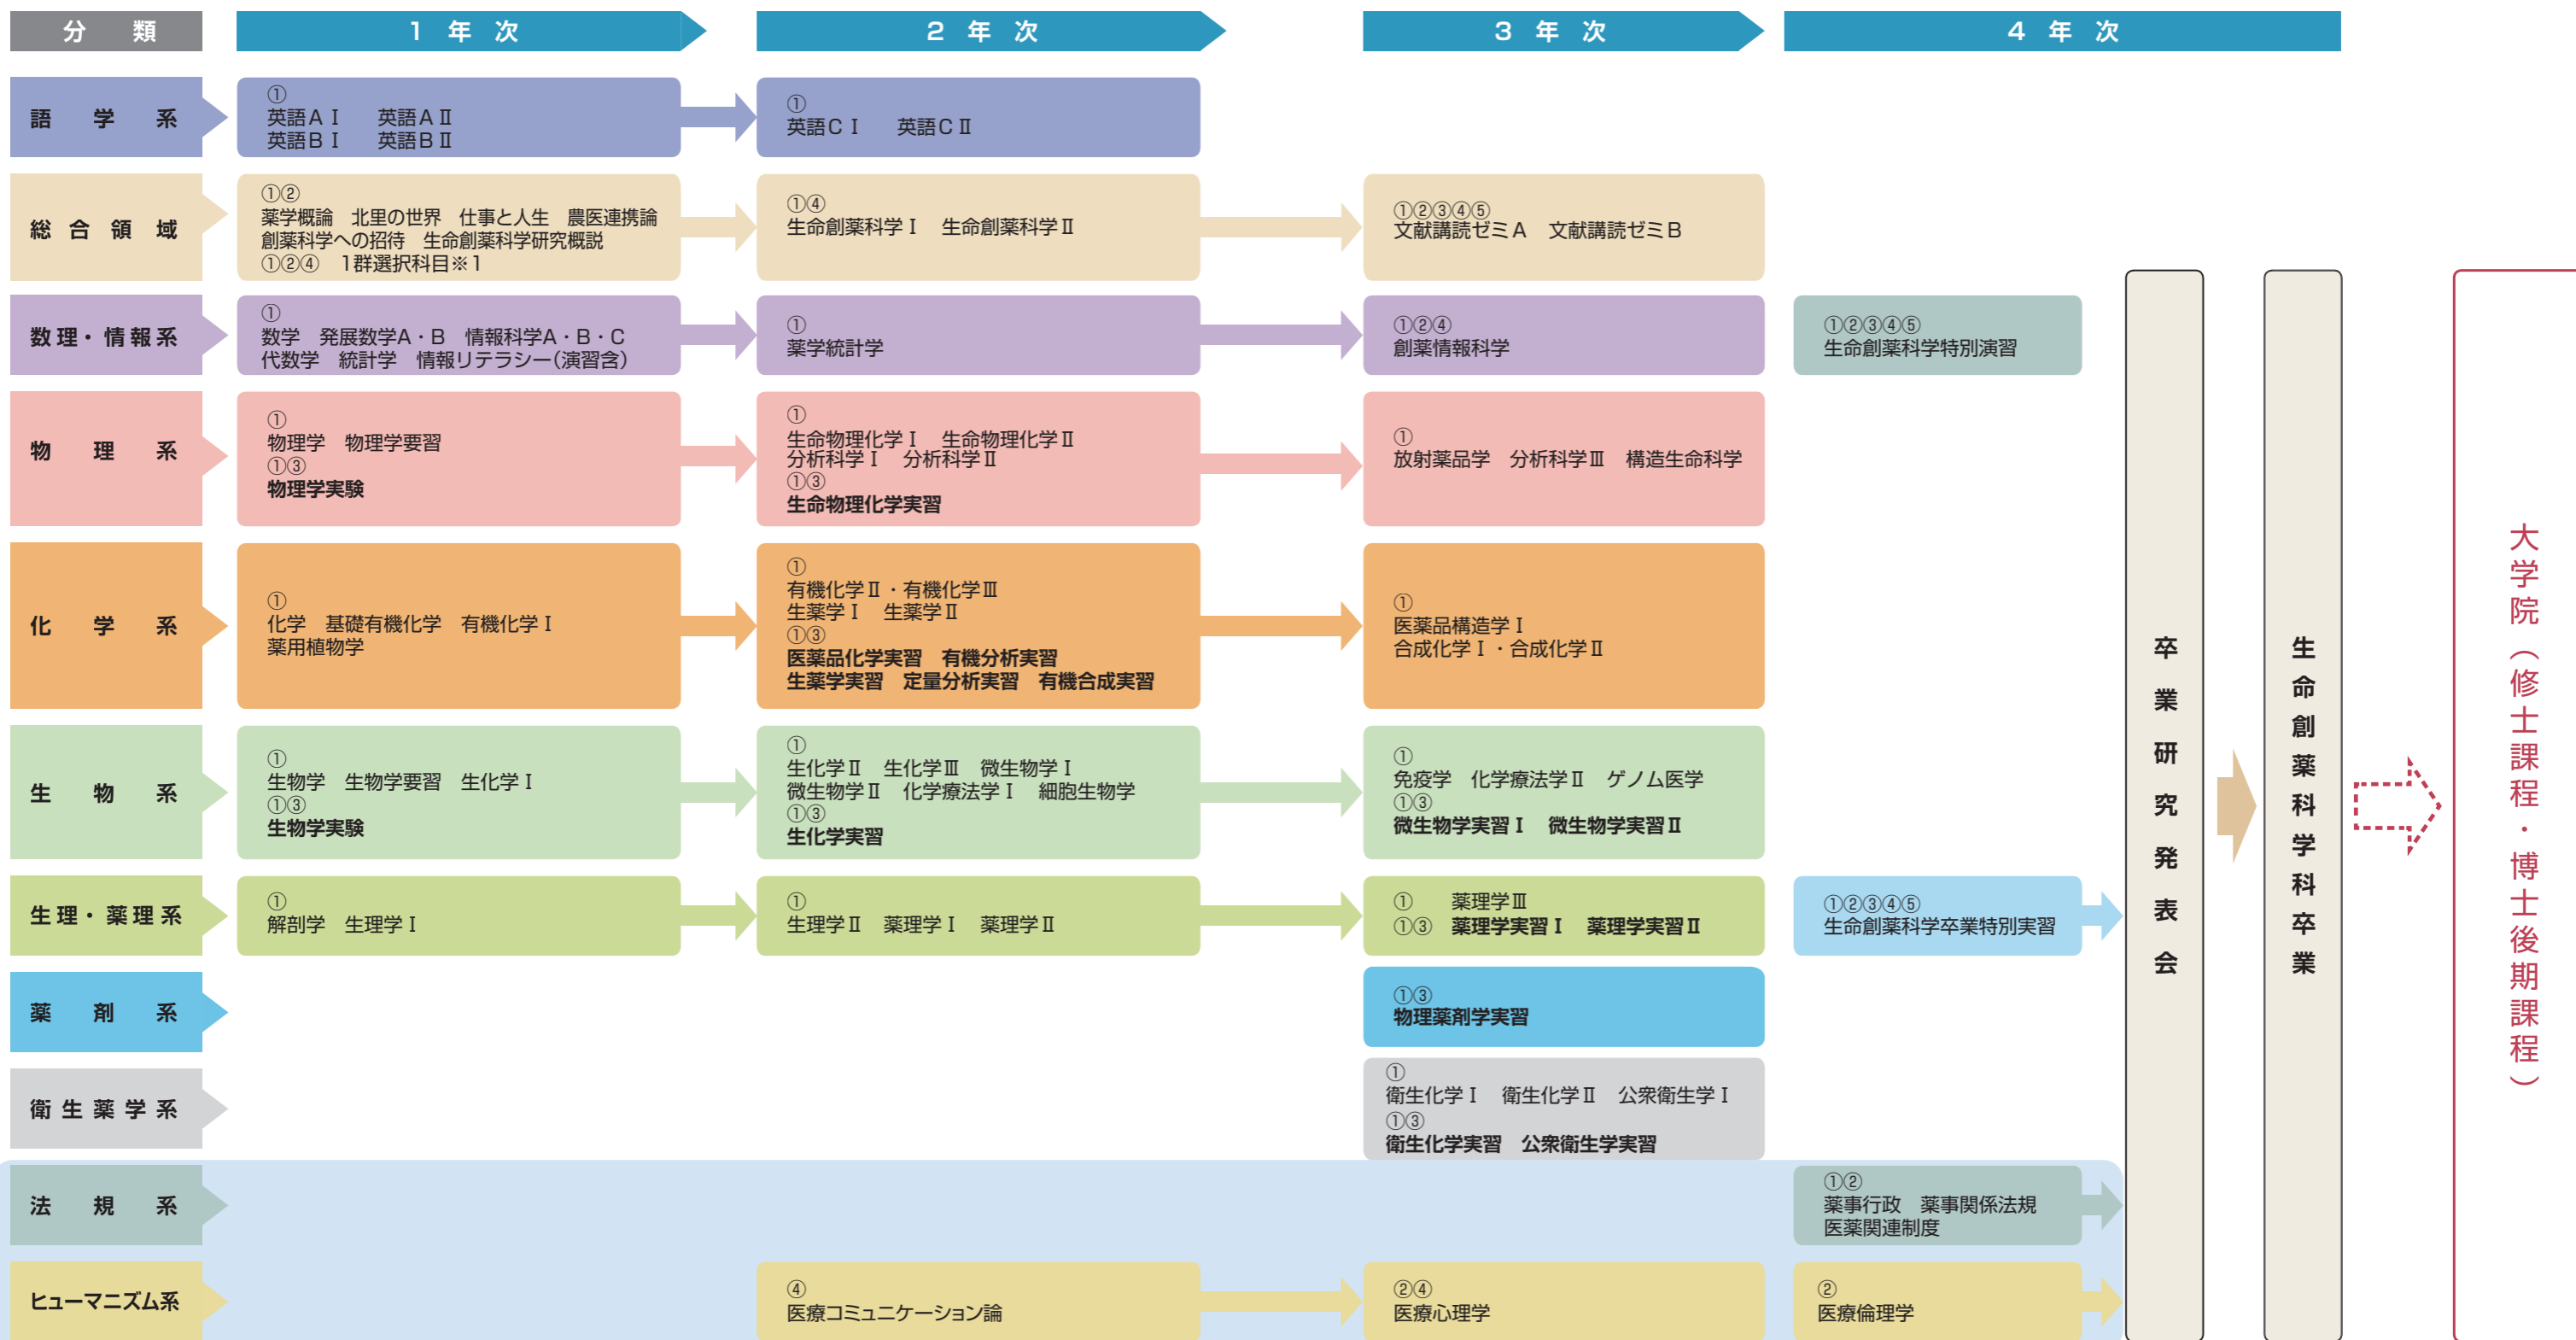 分類
1年次
2年次
3年次
4年次
語学系
①
英語AⅠ　英語AⅡ
英語BⅠ　英語BⅡ
①
英語CⅠ　英語CⅡ
総合領域
①②
薬学概論　北里の世界　仕事と人生　農医連携論
創薬科学への招待　生命創薬科学研究概説
①②④　1群選択科目※1
①④
生命創薬科学Ⅰ　生命創薬科学Ⅱ
①②③④⑤
文献講読ゼミA　文献講読ゼミB
数理・情報系
①
数学　発展数学A・B　情報科学A・B・C
代数学　統計学　情報リテラシー(演習含)
①
薬学統計学
①②④
創薬情報科学
①②③④⑤
生命創薬科学特別演習
物理系
①
物理学　物理学要習
①③
物理学実験
①
生命物理化学Ⅰ　生命物理化学Ⅱ
分析科学Ⅰ　分析科学Ⅱ
①③
生命物理化学実習
①
放射薬品学　分析科学Ⅲ　構造生命科学
化学系
①
化学　基礎有機化学　有機化学Ⅰ
薬用植物学
①
有機化学Ⅱ・有機化学Ⅲ
生薬学Ⅰ　生薬学Ⅱ
①③
医薬品化学実習　有機分析実習
生薬学実習　定量分析実習　有機合成実習
①
医薬品構造学Ⅰ
合成化学Ⅰ・合成化学Ⅱ
生物系
①
生物学　生物学要習　生化学Ⅰ
①③
生物学実験
①
生化学Ⅱ　生化学Ⅲ　微生物学Ⅰ
微生物学Ⅱ　化学療法学Ⅰ　細胞生物学
①③
生化学実習
①
免疫学　化学療法学Ⅱ　ゲノム医学
①③
微生物学実習Ⅰ　微生物学実習Ⅱ
生理・薬理系
①
解剖学　生理学Ⅰ
①
生理学Ⅱ　薬理学Ⅰ　薬理学Ⅱ
①　薬理学Ⅲ
①③　薬理学実習Ⅰ　薬理学実習Ⅱ
①②③④⑤
生命創薬科学卒業特別実習
薬剤系
①③
物理薬剤学実習
衛生薬学系
①
衛生化学Ⅰ　衛生化学Ⅱ　公衆衛生学Ⅰ
①③
衛生化学実習　公衆衛生学実習
法規系
①②
薬事行政　薬事関係法規
医薬関連制度
ヒューマニズム系
④
医療コミュニケーション論
②④
医療心理学
②
医療倫理学
卒業研究発表会
生命創薬科学科卒業
大学院（修士課程・博士後期課程）